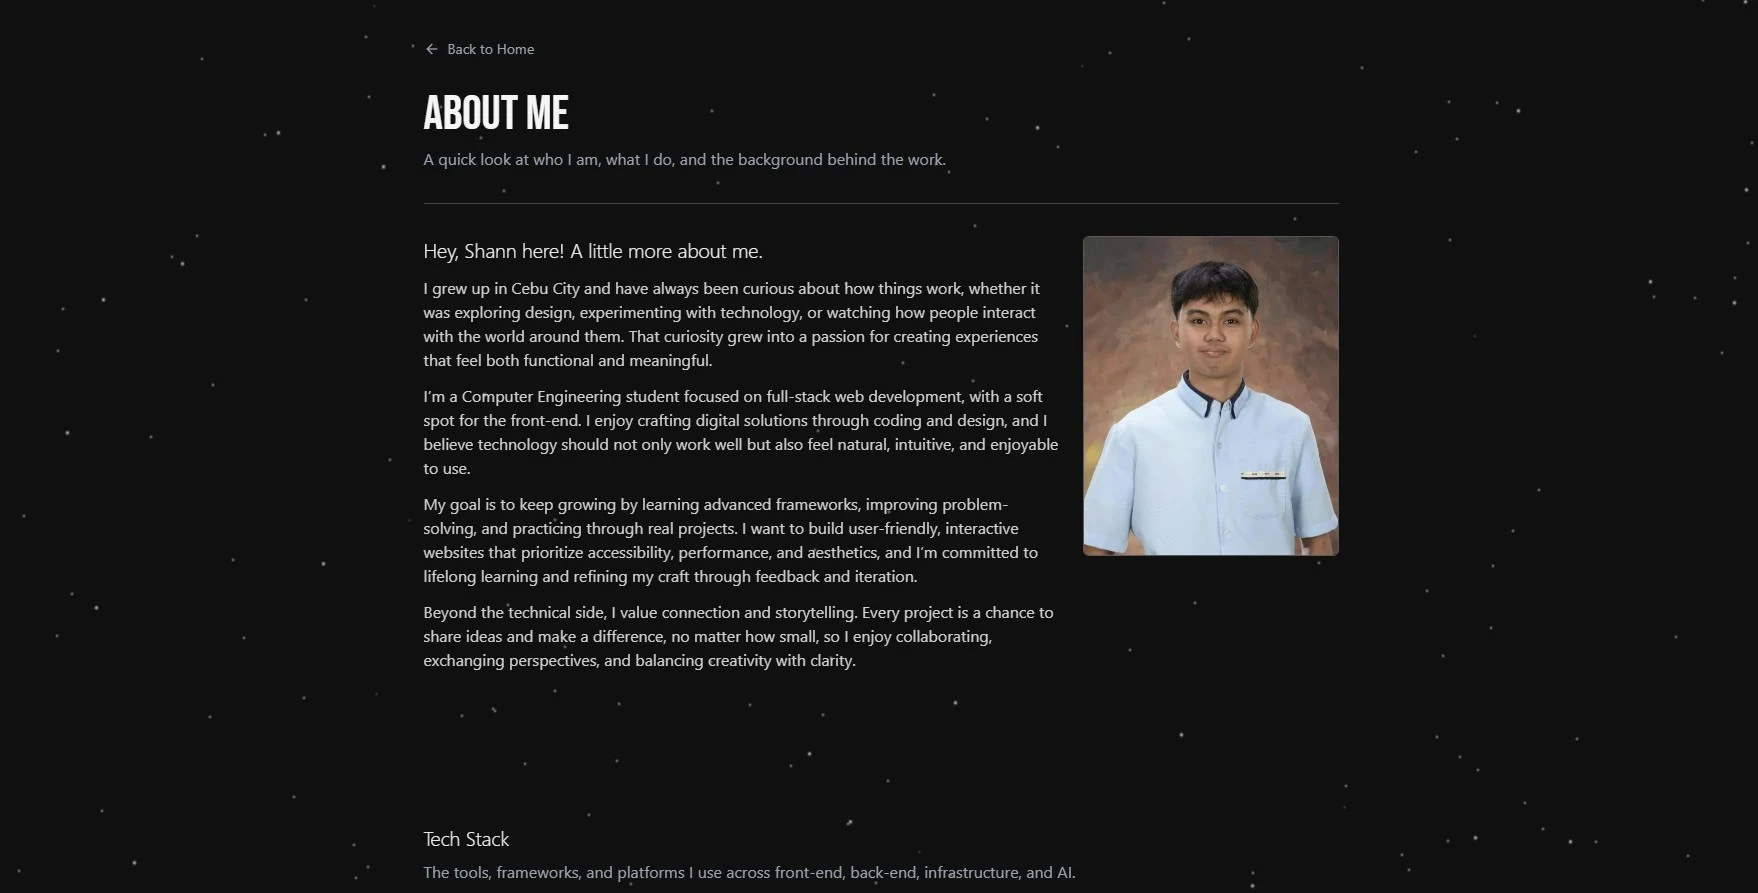 Back to Home
ABOUT ME
A quick look at who I am, what I do, and the background behind the work.
Hey, Shann here! A little more about me.
I grew up in Cebu City and have always been curious about how things work, whether it
was exploring design, experimenting with technology, or watching how people interact
with the world around them. That curiosity grew into a passion for creating experiences
that feel both functional and meaningful.
I’m a Computer Engineering student focused on full-stack web development, with a soft
spot for the front-end. I enjoy crafting digital solutions through coding and design, and I
believe technology should not only work well but also feel natural, intuitive, and enjoyable
to use.
My goal is to keep growing by learning advanced frameworks, improving problem-
solving, and practicing through real projects. I want to build user-friendly, interactive
websites that prioritize accessibility, performance, and aesthetics, and I’m committed to
lifelong learning and refining my craft through feedback and iteration.
Beyond the technical side, I value connection and storytelling. Every project is a chance to
share ideas and make a difference, no matter how small, so I enjoy collaborating,
exchanging perspectives, and balancing creativity with clarity.
Tech Stack
The tools, frameworks, and platforms I use across front-end, back-end, infrastructure, and AI.